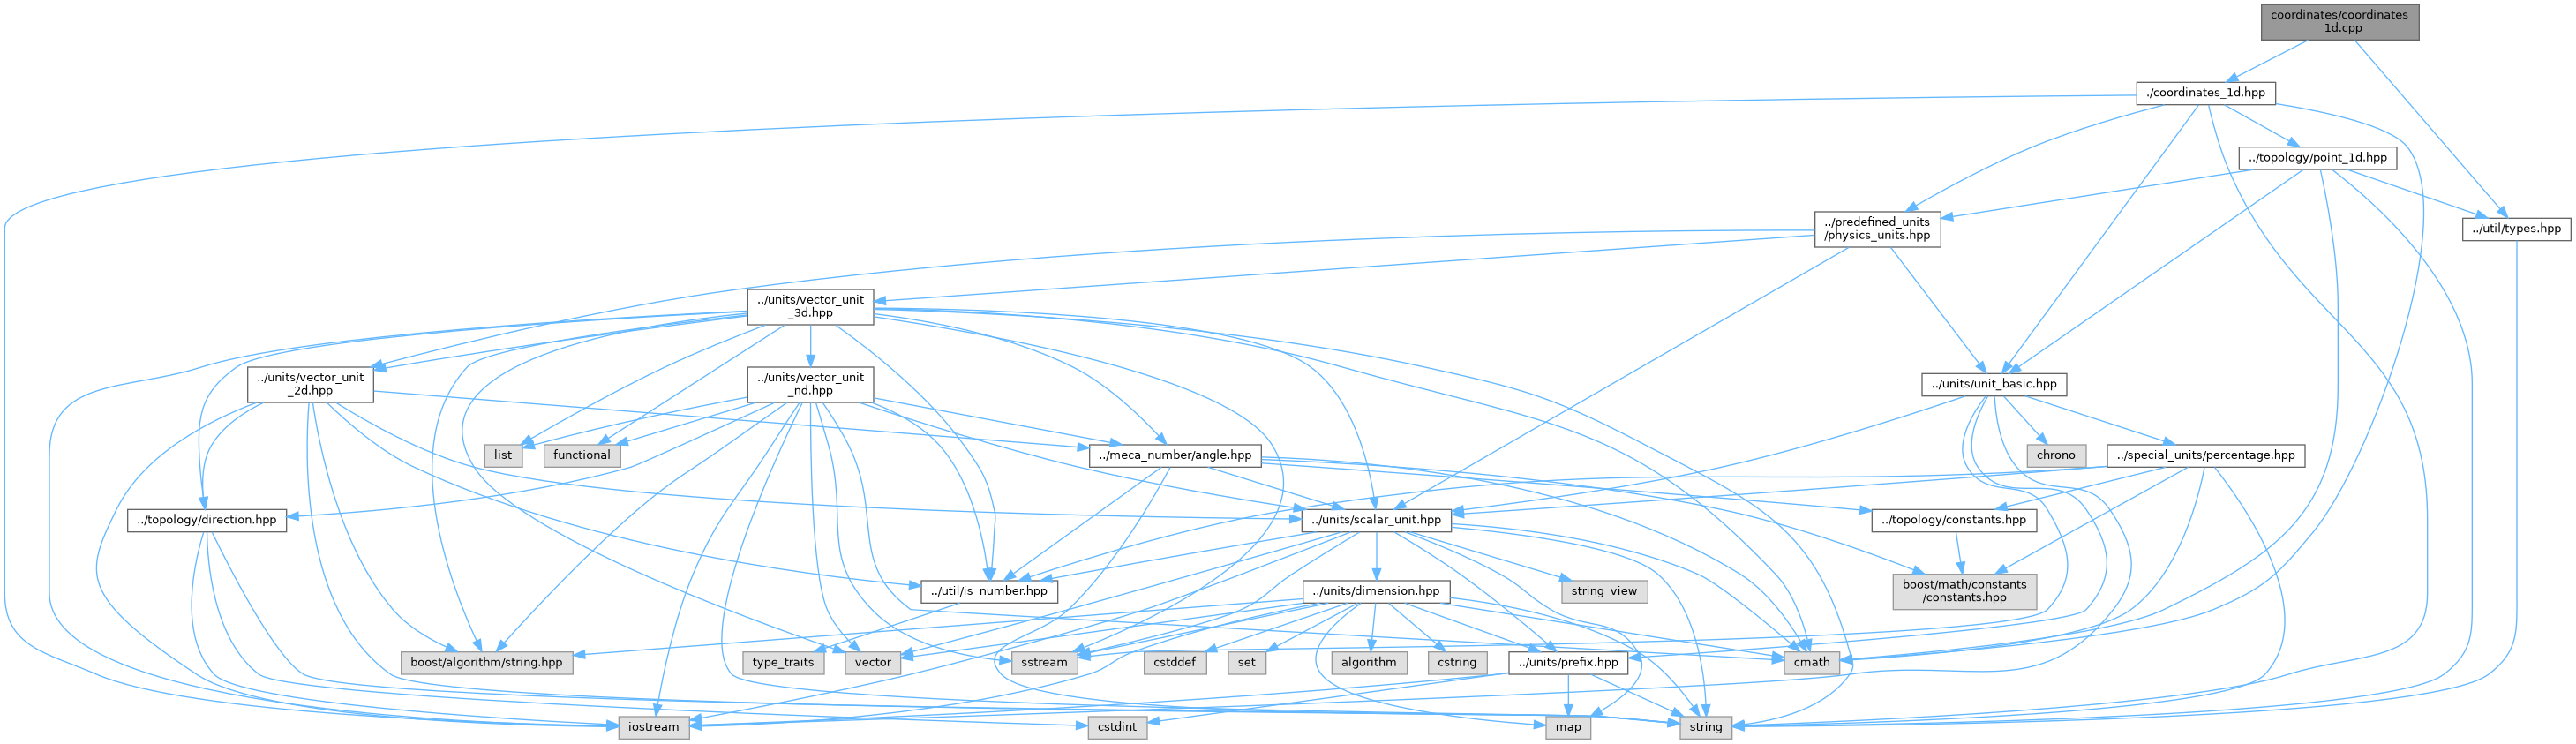 coordinates/coordinates
_1d.cpp
./coordinates_1d.hpp
../topology/point_1d.hpp
../predefined_units
/physics_units.hpp
../util/types.hpp
../units/vector_unit
_3d.hpp
../units/vector_unit
_2d.hpp
../units/vector_unit
_nd.hpp
../units/unit_basic.hpp
list
functional
../meca_number/angle.hpp
chrono
../special_units/percentage.hpp
../topology/direction.hpp
../units/scalar_unit.hpp
../topology/constants.hpp
../util/is_number.hpp
../units/dimension.hpp
string_view
boost/math/constants
/constants.hpp
boost/algorithm/string.hpp
type_traits
vector
sstream
cstddef
set
algorithm
cstring
../units/prefix.hpp
cmath
iostream
cstdint
map
string